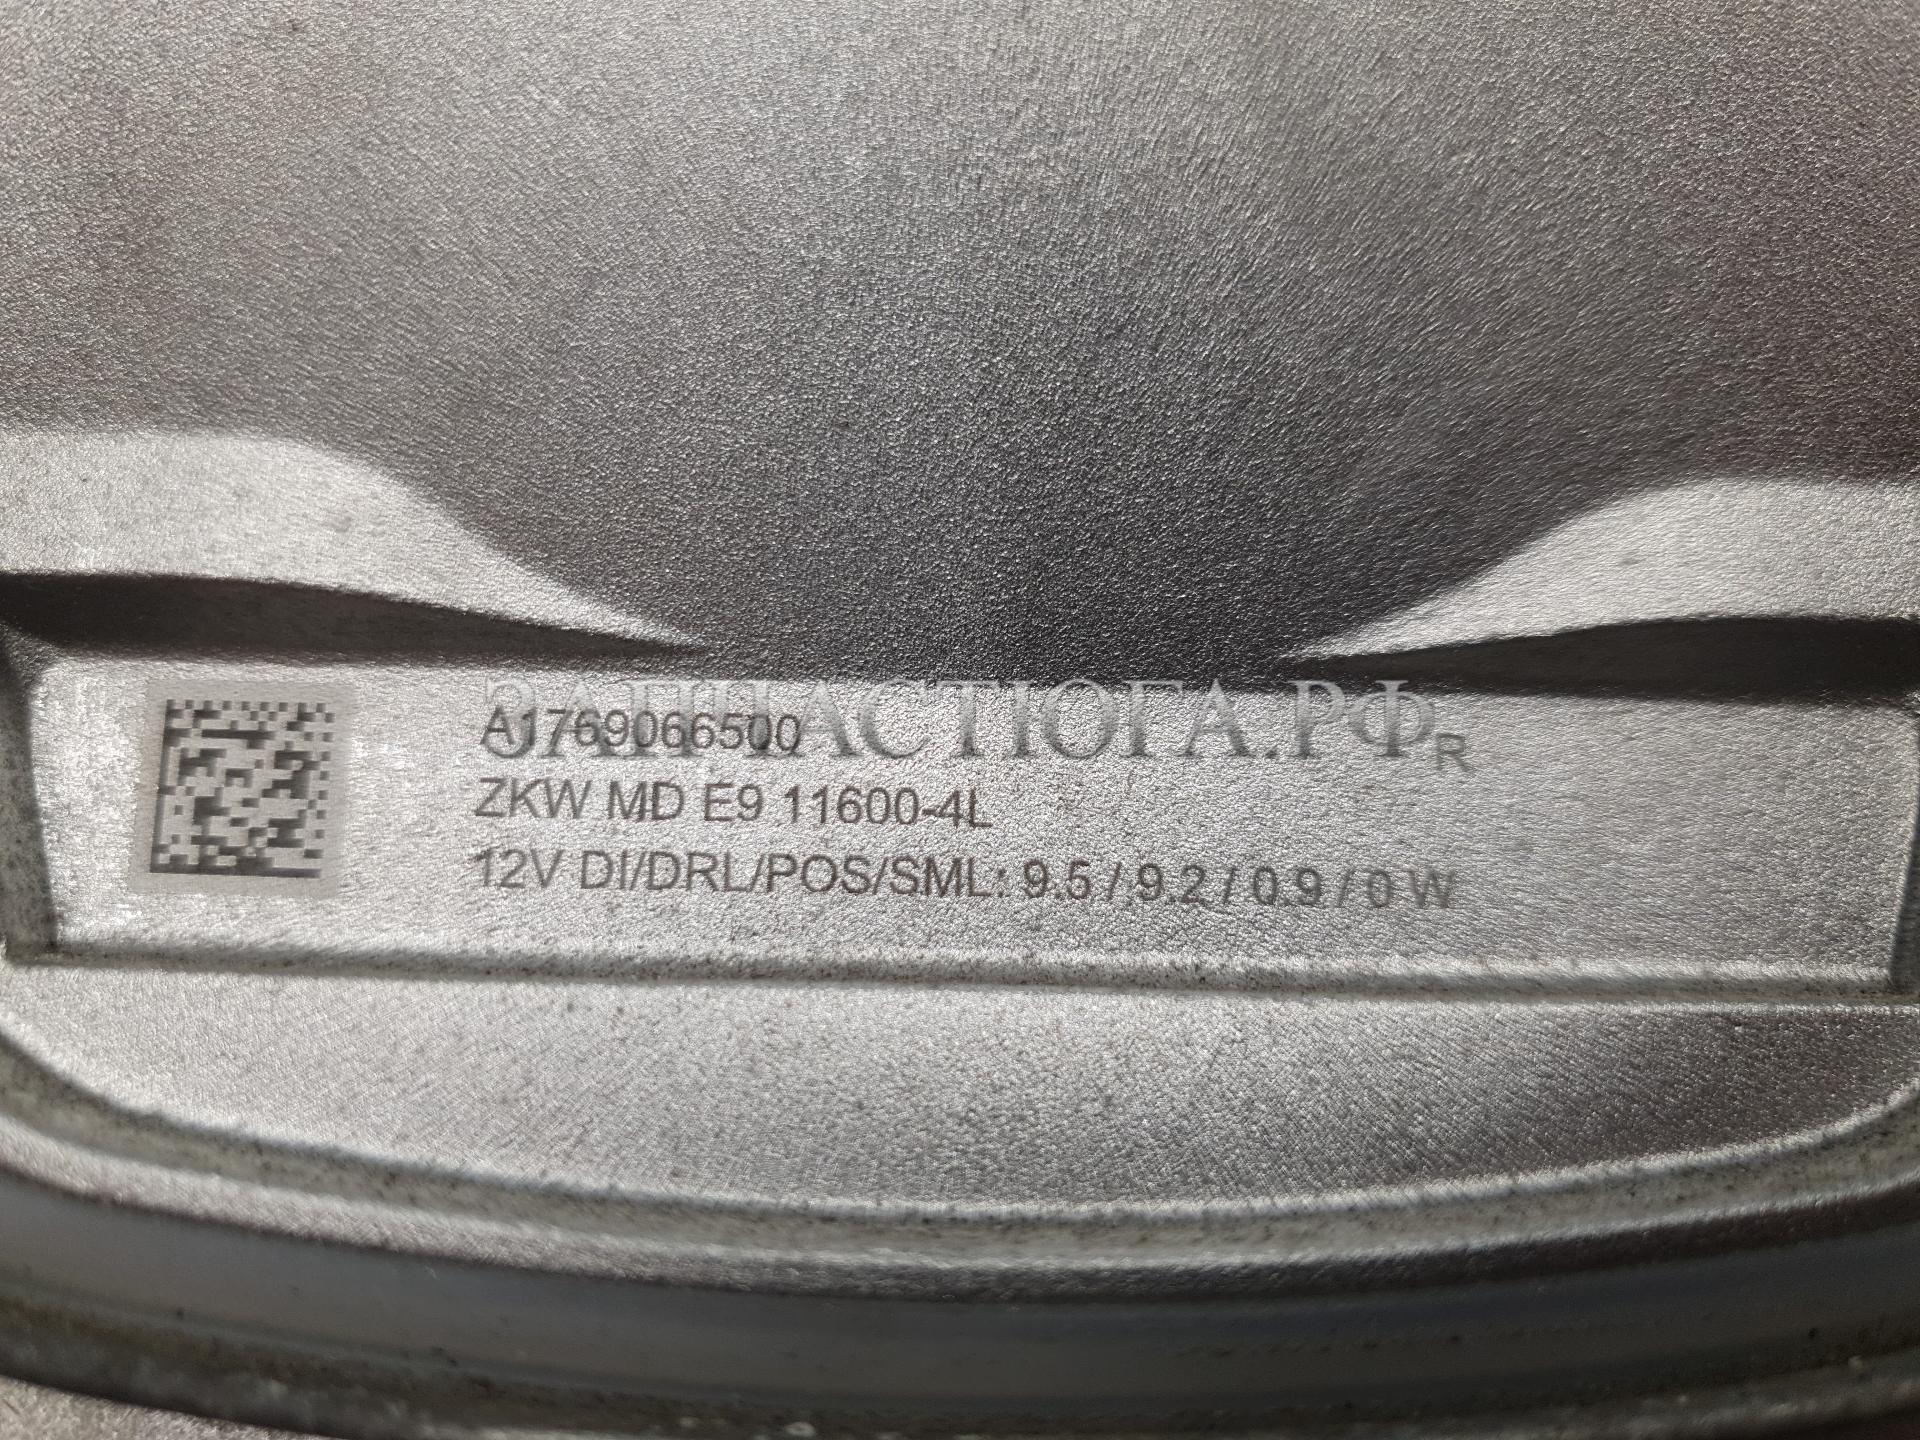 A1769066500
ЗАПЧАСТЮГА.РФ
R
ZKW MD E9 11600-4L
12V DI/DRL/POS/SML: 9.5 / 9.2 / 0.9 / 0 W